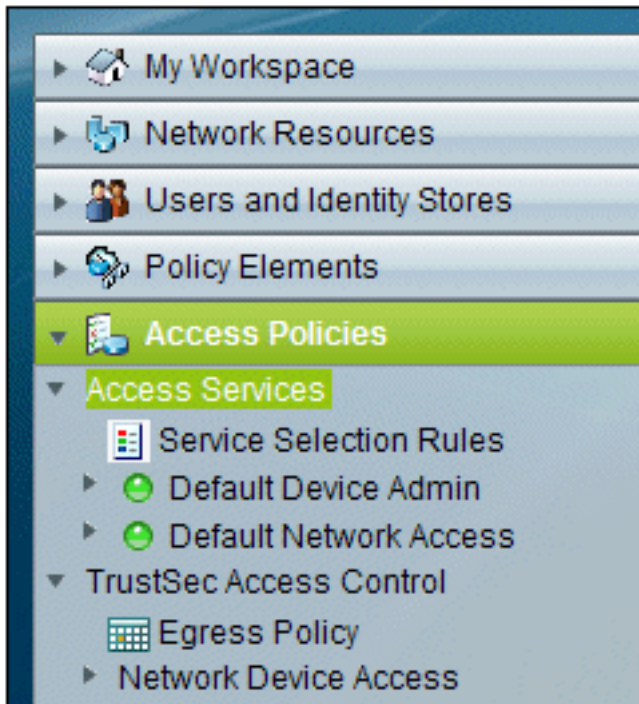 My Workspace
Network Resources
Users and Identity Stores
Policy Elements
Access Policies
Access Services
Service Selection Rules
Default Device Admin
Default Network Access
TrustSec Access Control
Egress Policy
Network Device Access